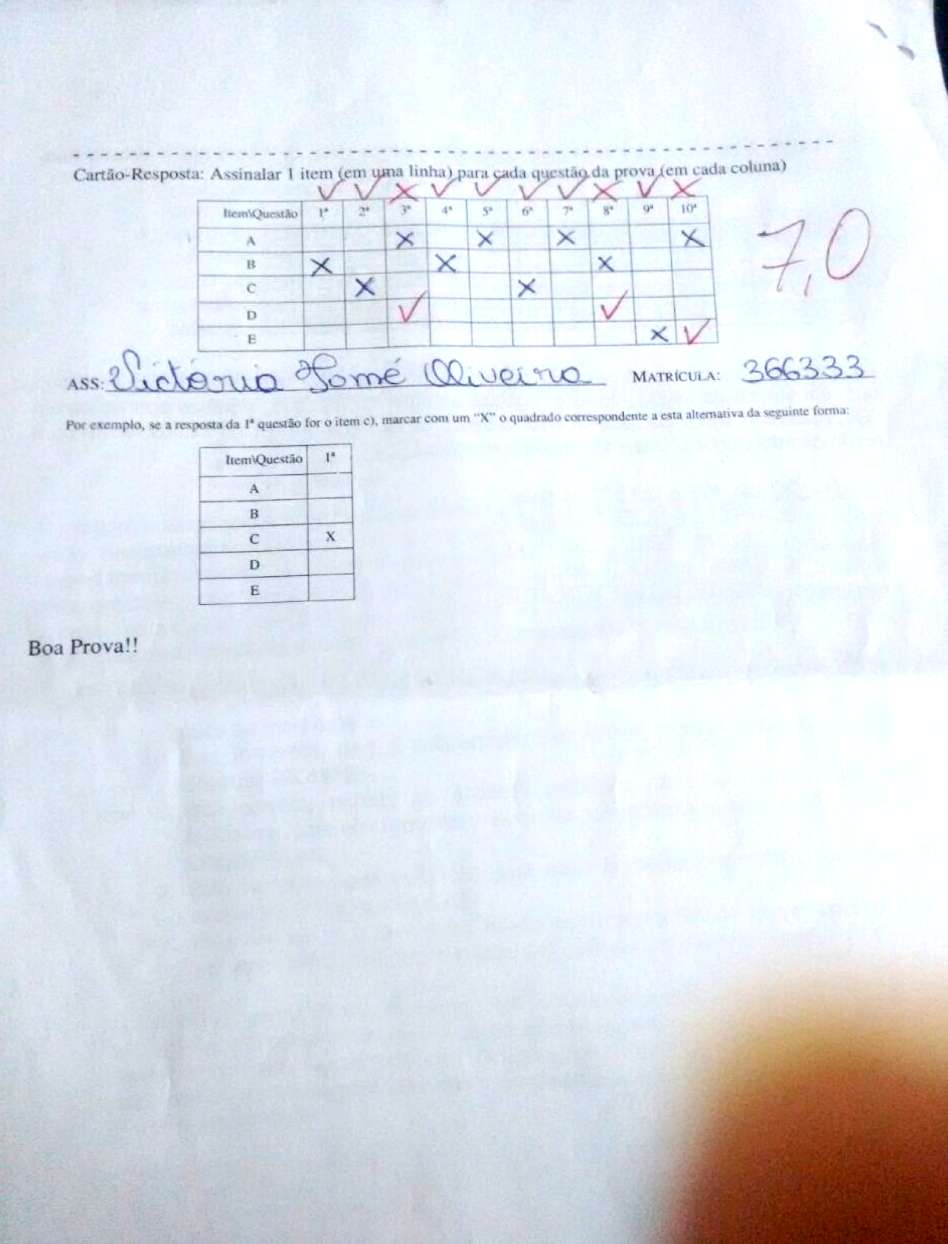 Cartão-Resposta: Assinalar 1 item (em uma linha) para cada questão da prova (em cada coluna)
✓ ✓ X ✓ ✓ ✓ ✓ X ✓ X
Item\Questão 1ª 2ª 3ª 4ª 5ª 6ª 7ª 8ª 9ª 10ª
A X X X X
B X X X
C X X
D ✓ ✓
E X ✓
7,0
ASS: Victória Tomé Oliveira MATRÍCULA: 366333
Por exemplo, se a resposta da 1ª questão for o item c), marcar com um "X" o quadrado correspondente a esta alternativa da seguinte forma:
Item\Questão 1ª
A
B
C X
D
E
Boa Prova!!